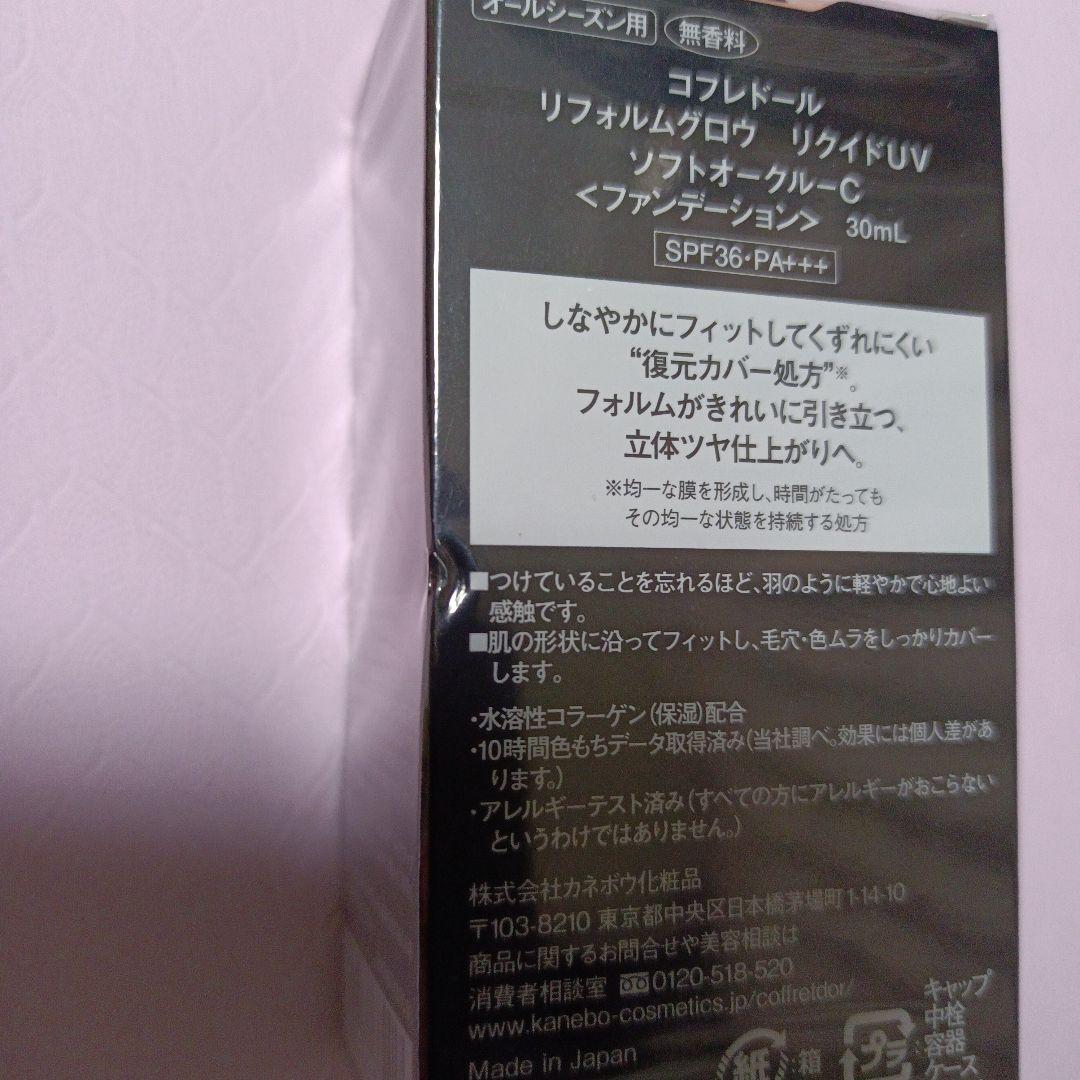 オールシーズン用 無香料
コフレドール
リフォルムグロウ リクイドUV
ソフトオークルーC
<ファンデーション> 30mL
SPF36・PA+++
しなやかにフィットしてくずれにくい
“復元カバー処方”※。
フォルムがきれいに引き立つ、
立体ツヤ仕上がりへ。
※均一な膜を形成し、時間がたっても
その均一な状態を持続する処方
■つけていることを忘れるほど、羽のように軽やかで心地よい
感触です。
■肌の形状に沿ってフィットし、毛穴・色ムラをしっかりカバー
します。
・水溶性コラーゲン(保湿)配合
・10時間色もちデータ取得済み(当社調べ。効果には個人差があ
ります。)
・アレルギーテスト済み(すべての方にアレルギーがおこらない
というわけではありません。)
株式会社カネボウ化粧品
〒103-8210 東京都中央区日本橋茅場町1-14-10
商品に関するお問合せや美容相談は
消費者相談室 0120-518-520
www.kanebo-cosmetics.jp/coffretdor/
Made in Japan
紙:箱
プラ:キャップ
中栓
容器
ケース